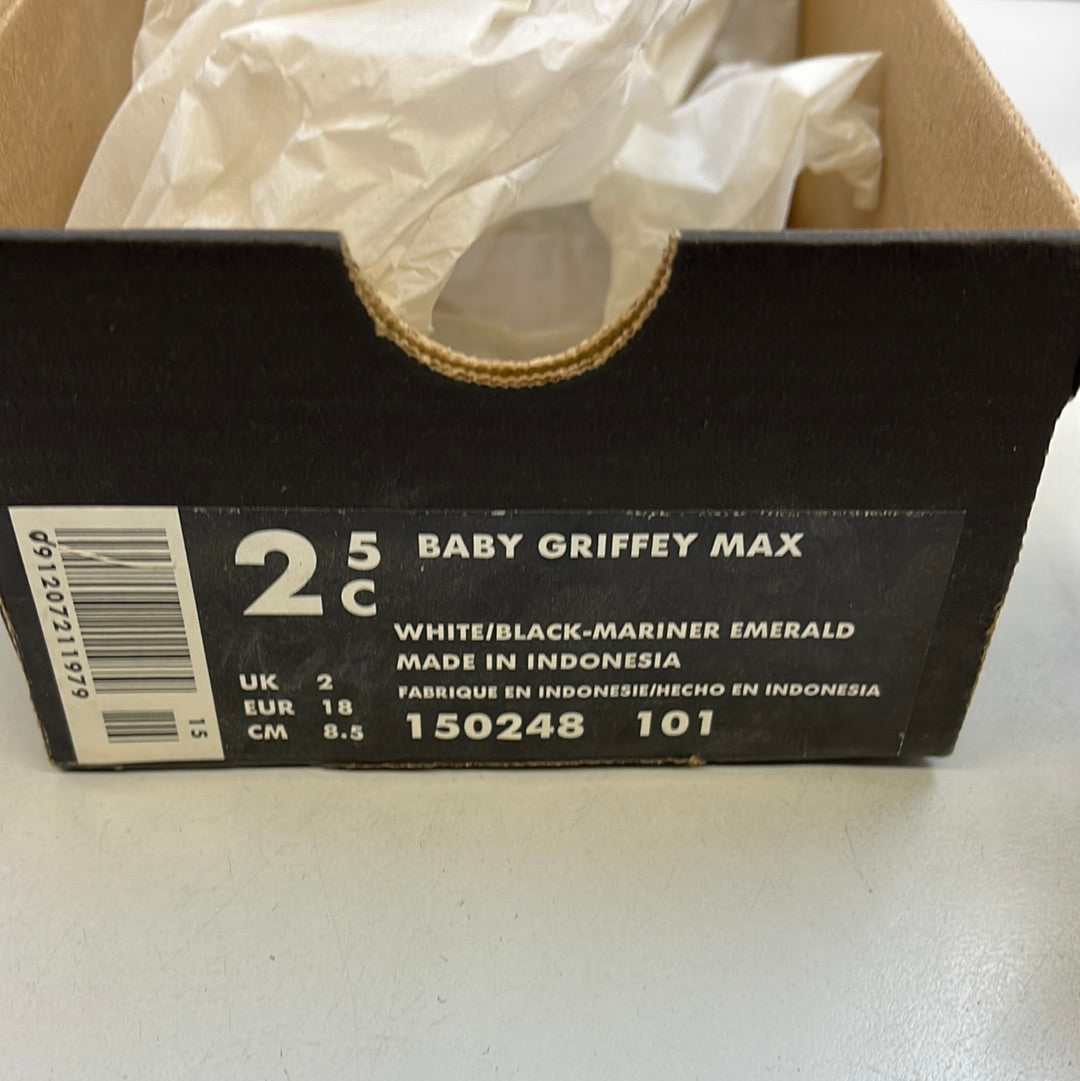 091207211979
15
2 5 C
BABY GRIFFEY MAX
WHITE/BLACK-MARINER EMERALD
MADE IN INDONESIA
FABRIQUE EN INDONESIE/HECHO EN INDONESIA
UK 2
EUR 18
CM 8.5
150248 101